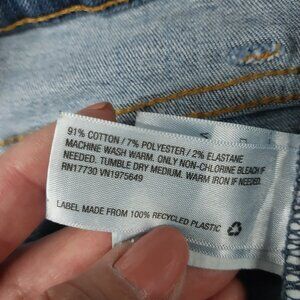 91% COTTON / 7% POLYESTER / 2% ELASTANE
MACHINE WASH WARM. ONLY NON-CHLORINE BLEACH IF
NEEDED. TUMBLE DRY MEDIUM. WARM IRON IF NEEDED.
RN17730 VN1975649
LABEL MADE FROM 100% RECYCLED PLASTIC